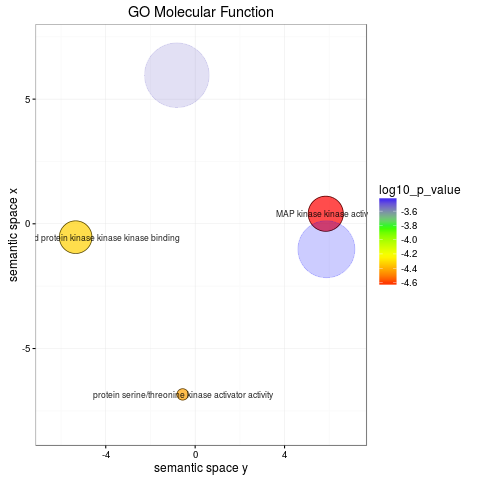 GO Molecular Function
semantic space x
5
0
-5
MAP kinase kinase activ
protein kinase kinase kinase binding
protein serine/threonine kinase activator activity
-4
0
4
semantic space y
log10_p_value
-3.6
-3.8
-4.0
-4.2
-4.4
-4.6